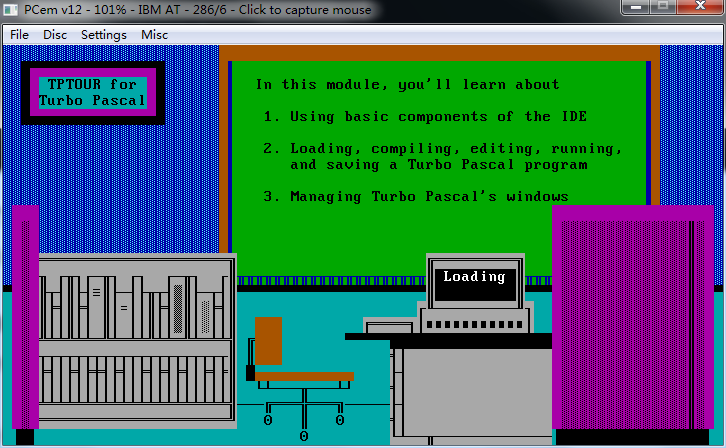 PCem v12 - 101% - IBM AT - 286/6 - Click to capture mouse
File Disc Settings Misc
TPTOUR for
Turbo Pascal
In this module, you'll learn about
1. Using basic components of the IDE
2. Loading, compiling, editing, running,
and saving a Turbo Pascal program
3. Managing Turbo Pascal's windows
Loading